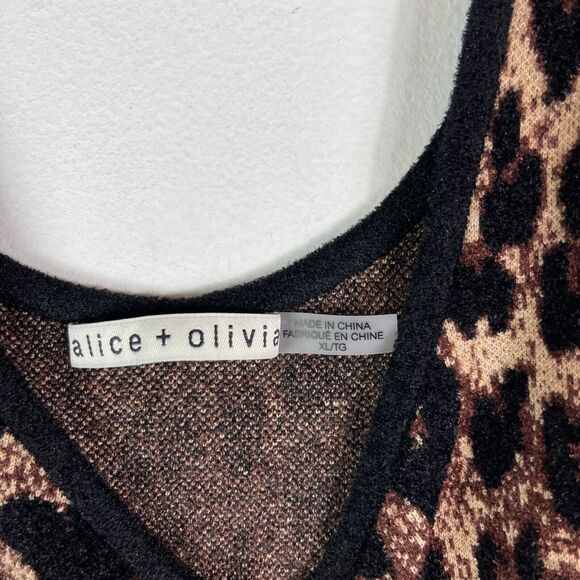 alice + olivia
MADE IN CHINA
FABRIQUÉ EN CHINE
XL/TG